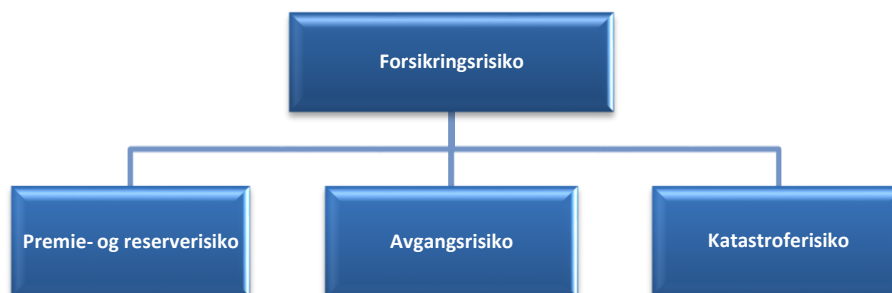 Forsikringsrisiko
Premie- og reserverisiko
Avgangsrisiko
Katastroferisiko